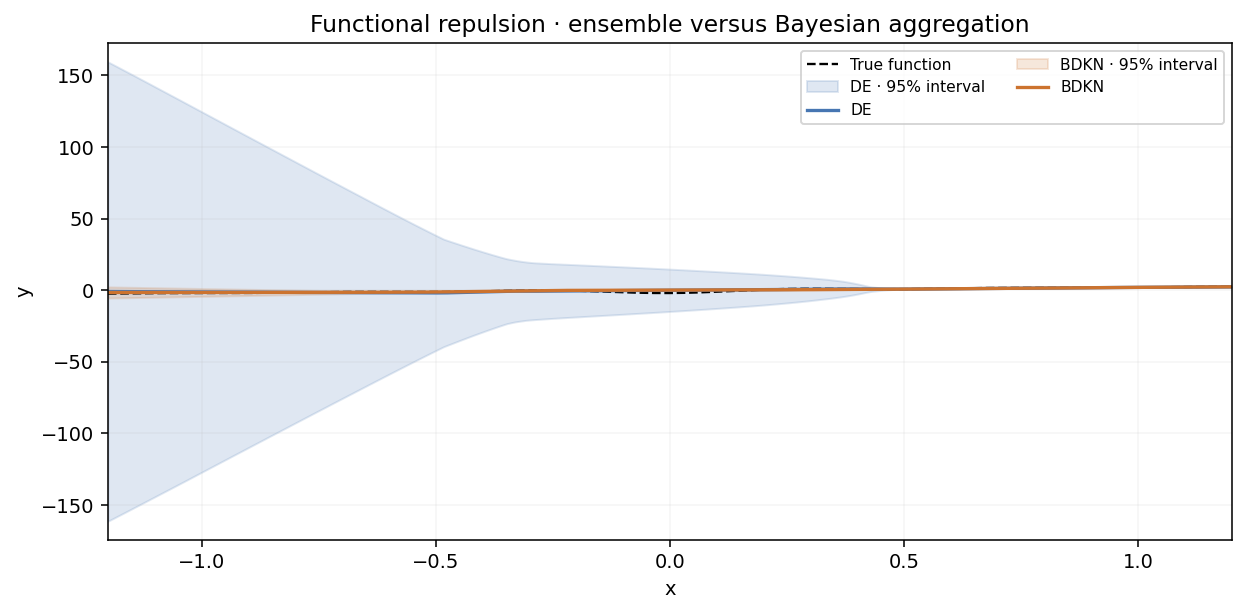 Functional repulsion · ensemble versus Bayesian aggregation
True function
DE · 95% interval
DE
BDKN · 95% interval
BDKN
150
100
50
0
−50
−100
−150
y
−1.0
−0.5
0.0
0.5
1.0
x